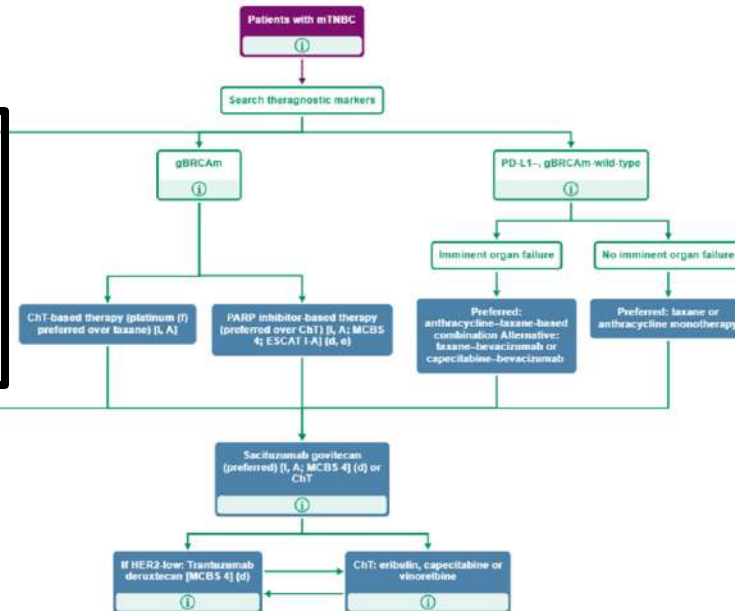 Patients with mTNBC
Search theragnostic markers
gBRCAm
PD-L1–, gBRCAm-wild-type
Imminent organ failure
No imminent organ failure
ChT-based therapy (platinum (f)
preferred over taxane) [I, A]
PARP inhibitor-based therapy
(preferred over ChT) [I, A; MCBS
4; ESCAT I-A] (d, e)
Preferred:
anthracycline–taxane-based
combination Alternative:
taxane–bevacizumab or
capecitabine–bevacizumab
Preferred: taxane or
anthracycline monotherapy
Sacituzumab govitecan
(preferred) [I, A; MCBS 4] (d) or
ChT
If HER2-low: Trantuzumab
deruxtecan [MCBS 4] (d)
ChT: eribulin, capecitabine or
vinorelbine